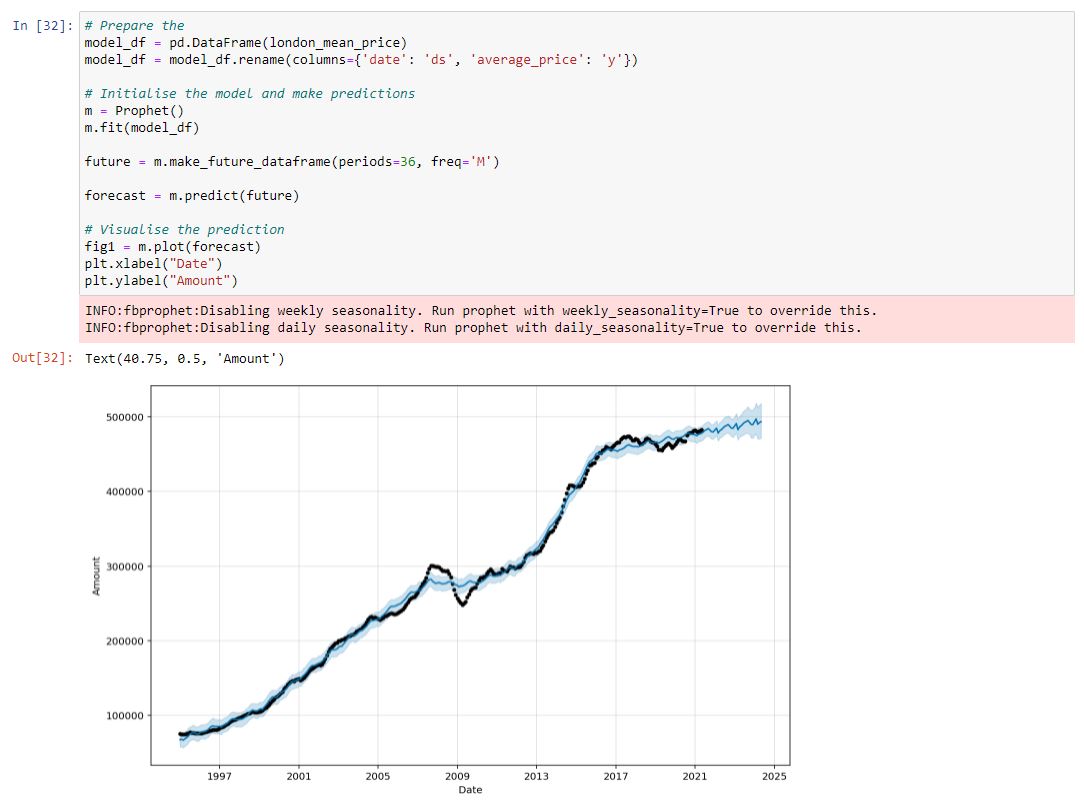 In [32]:
# Prepare the
model_df = pd.DataFrame(london_mean_price)
model_df = model_df.rename(columns={'date': 'ds', 'average_price': 'y'})
# Initialise the model and make predictions
m = Prophet()
m.fit(model_df)
future = m.make_future_dataframe(periods=36, freq='M')
forecast = m.predict(future)
# Visualise the prediction
fig1 = m.plot(forecast)
plt.xlabel("Date")
plt.ylabel("Amount")
INFO:fbprophet:Disabling weekly seasonality. Run prophet with weekly_seasonality=True to override this.
INFO:fbprophet:Disabling daily seasonality. Run prophet with daily_seasonality=True to override this.
Out[32]: Text(40.75, 0.5, 'Amount')
500000
400000
300000
200000
100000
Amount
1997 2001 2005 2009 2013 2017 2021 2025
Date